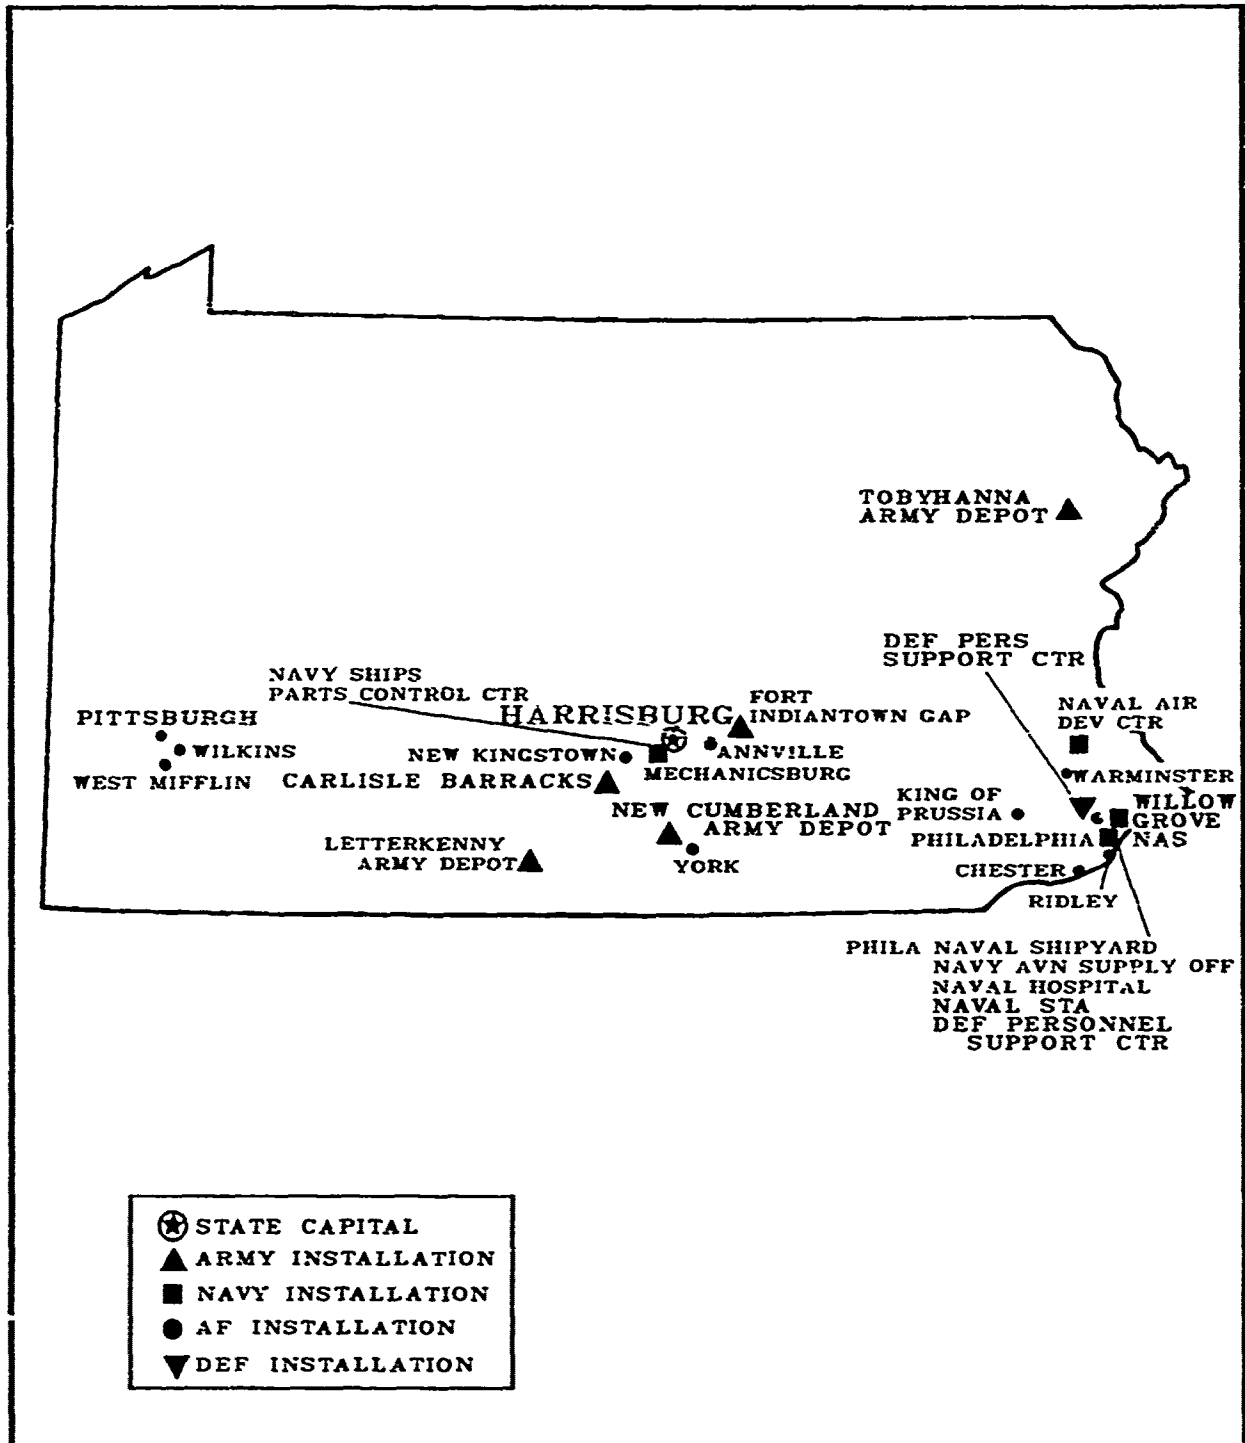 TOBYHANNA
ARMY DEPOT
DEF PERS
SUPPORT CTR
NAVY SHIPS
PARTS CONTROL CTR
NAVAL AIR
DEV CTR
FORT
INDIANTOWN GAP
HARRISBURG
PITTSBURGH
WILKINS
WEST MIFFLIN
NEW KINGSTOWN
ANNVILLE
MECHANICSBURG
CARLISLE BARRACKS
WARMINSTER
KING OF
PRUSSIA
WILLOW
GROVE
NAS
NEW CUMBERLAND
ARMY DEPOT
PHILADELPHIA
LETTERKENNY
ARMY DEPOT
YORK
CHESTER
RIDLEY
PHILA NAVAL SHIPYARD
NAVY AVN SUPPLY OFF
NAVAL HOSPITAL
NAVAL STA
DEF PERSONNEL
SUPPORT CTR
STATE CAPITAL
ARMY INSTALLATION
NAVY INSTALLATION
AF INSTALLATION
DEF INSTALLATION